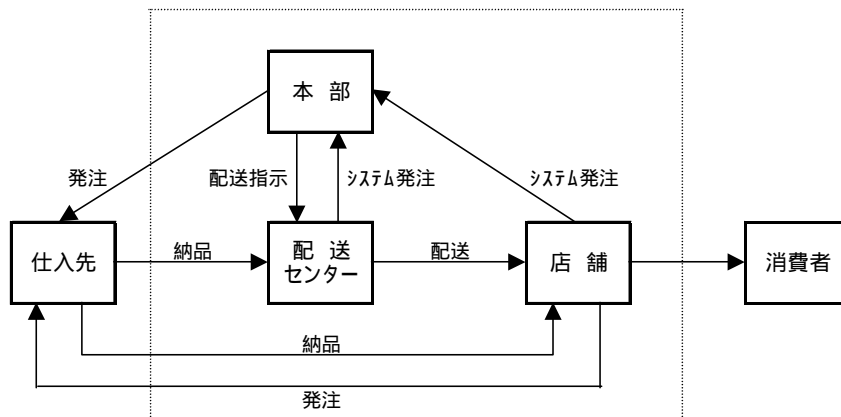 本 部
発注
配送指示
システム発注
システム発注
仕入先
納品
配 送
センター
配送
店 舗
消費者
納品
発注